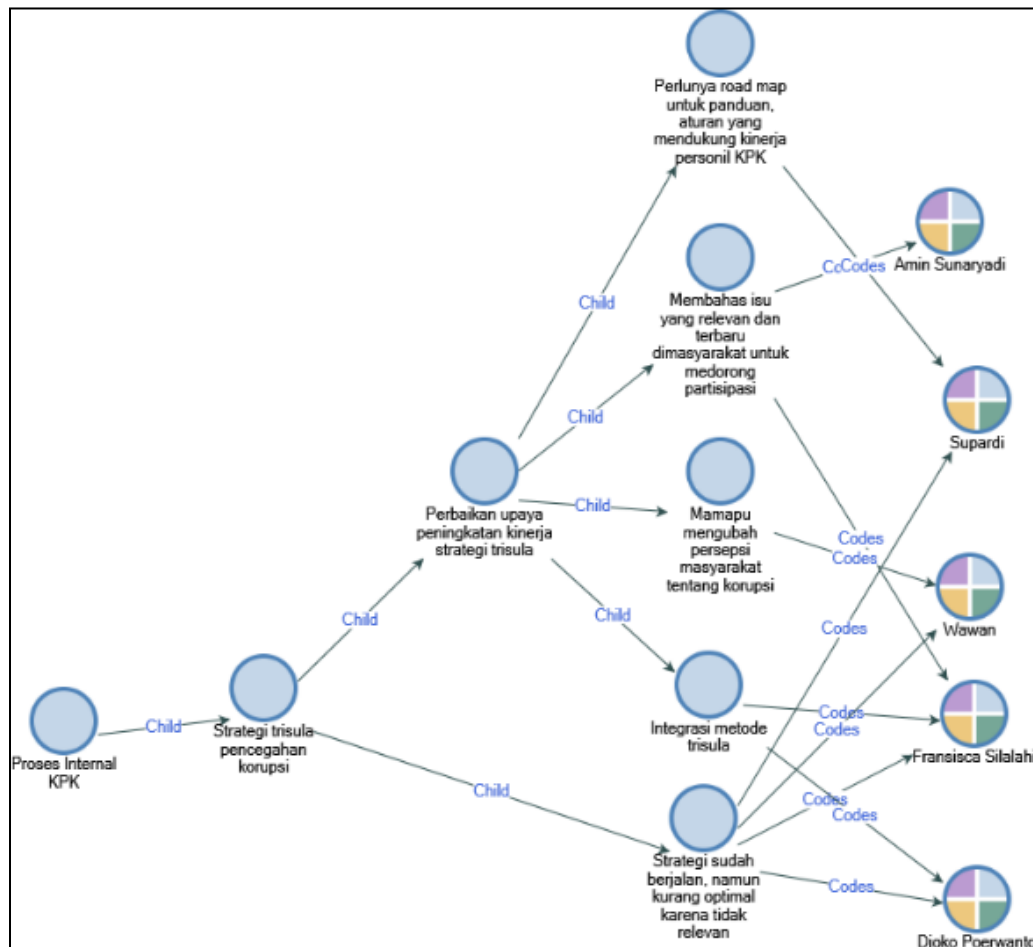 Perlunya road map
untuk panduan,
aturan yang
mendukung kinerja
personil KPK
Amin Sunaryadi
Codes
Codes
Membahas isu
yang relevan dan
terbaru
dimasyarakat untuk
medorong
partisipasi
Child
Child
Supardi
Perbaikan upaya
peningkatan kinerja
strategi trisula
Child
Mamapu
mengubah
persepsi
masyarakat
tentang korupsi
Codes
Codes
Wawan
Child
Child
Codes
Proses Internal
KPK
Child
Strategi trisula
pencegahan
korupsi
Integrasi metode
trisula
Codes
Codes
Fransisca Silalahi
Child
Codes
Codes
Strategi sudah
berjalan, namun
kurang optimal
karena tidak
relevan
Codes
Djoko Poerwanto